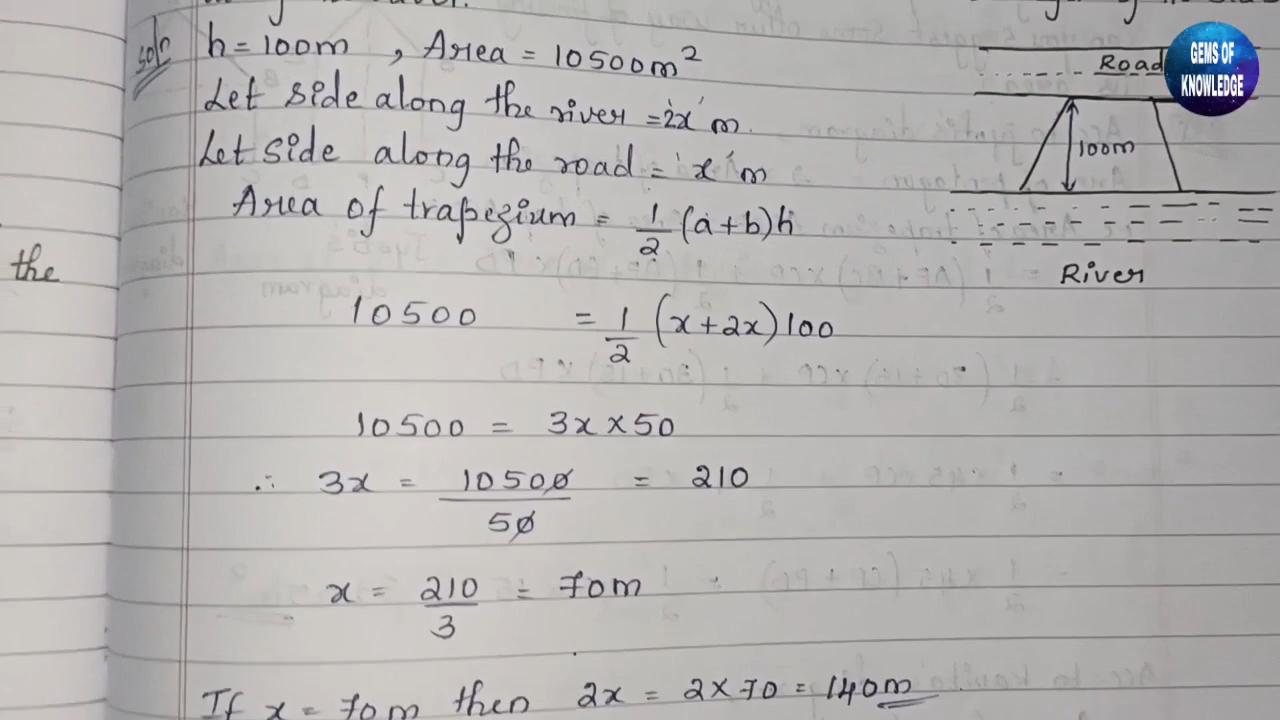 Soln h = 100m , Area = 10500m²
Let side along the river = '2x' m.
Let side along the road = 'x' m
Area of trapezium = 1/2 (a+b)h
the
10500 = 1/2 (x+2x)100
10500 = 3x × 50
∴ 3x = 10500/50 = 210
x = 210/3 = 70m
If x = 70m then 2x = 2×70 = 140m
Road
100m
River
GEMS OF
KNOWLEDGE